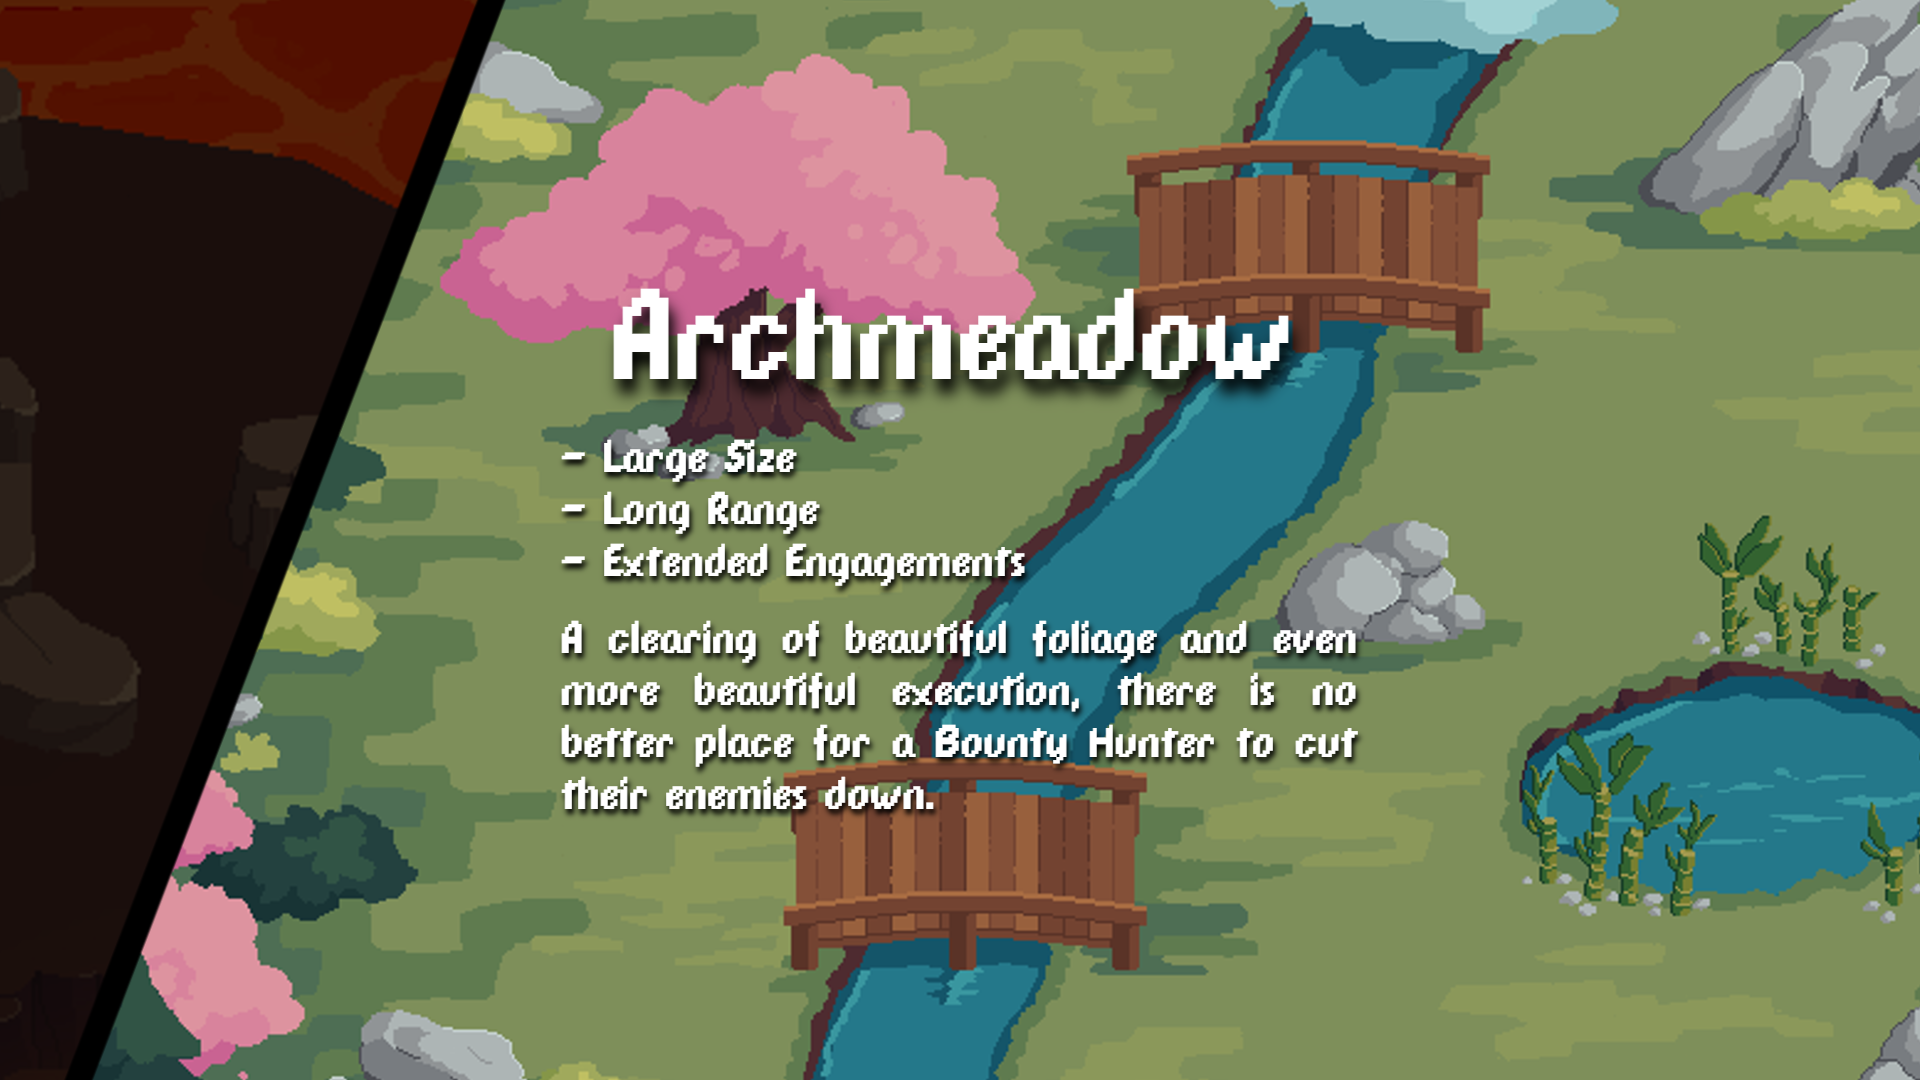 Archmeadow
- Large Size
- Long Range
- Extended Engagements
A clearing of beautiful foliage and even
more beautiful execution, there is no
better place for a Bounty Hunter to cut
their enemies down.